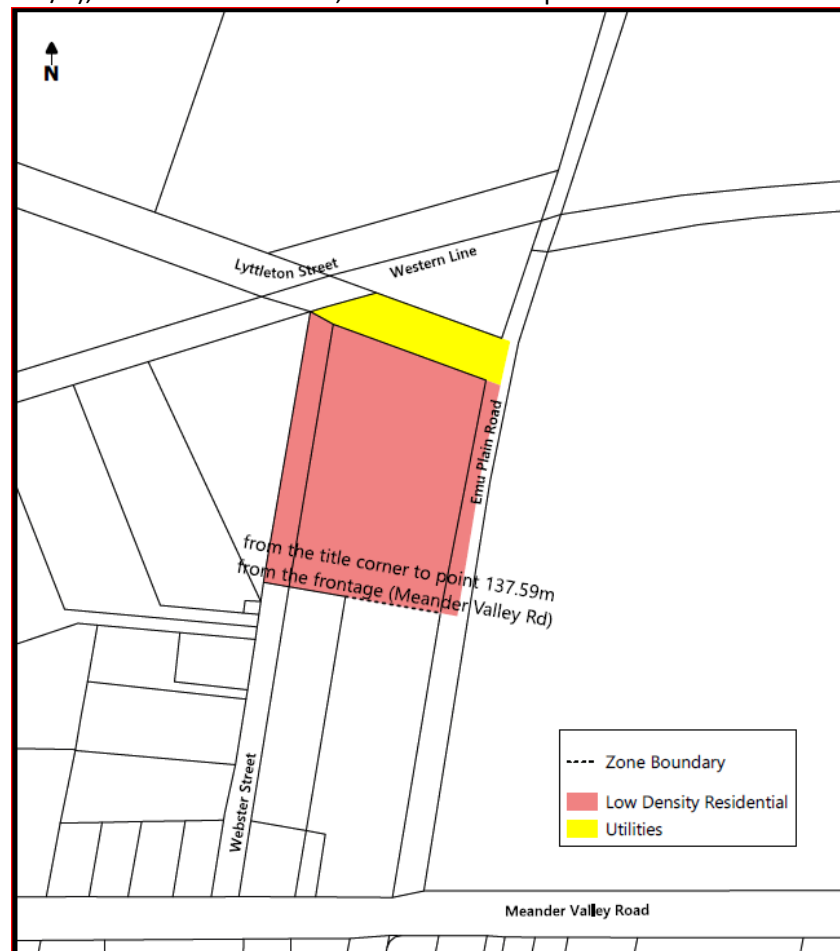 N
Lyttleton Street
Western Line
Emu Plain Road
from the title corner to point 137.59m
from the frontage (Meander Valley Rd)
Webster Street
Zone Boundary
Low Density Residential
Utilities
Meander Valley Road